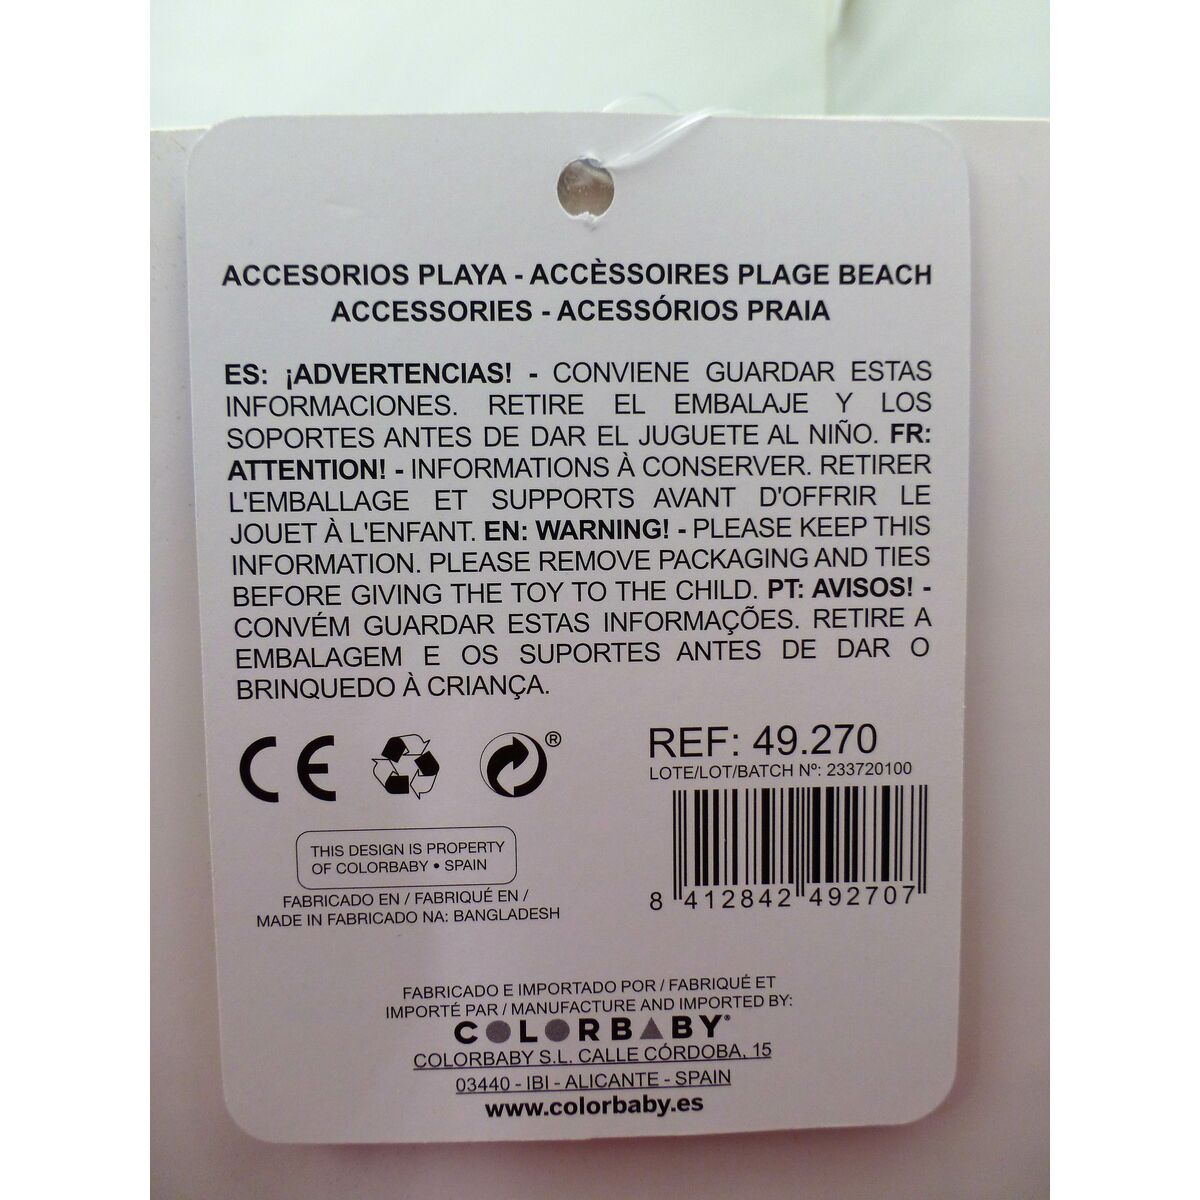 ACCESORIOS PLAYA - ACCÈSSOIRES PLAGE BEACH
ACCESSORIES - ACESSÓRIOS PRAIA
ES: ¡ADVERTENCIAS! - CONVIENE GUARDAR ESTAS
INFORMACIONES. RETIRE EL EMBALAJE Y LOS
SOPORTES ANTES DE DAR EL JUGUETE AL NIÑO. FR:
ATTENTION! - INFORMATIONS À CONSERVER. RETIRER
L'EMBALLAGE ET SUPPORTS AVANT D'OFFRIR LE
JOUET À L'ENFANT. EN: WARNING! - PLEASE KEEP THIS
INFORMATION. PLEASE REMOVE PACKAGING AND TIES
BEFORE GIVING THE TOY TO THE CHILD. PT: AVISOS! -
CONVÉM GUARDAR ESTAS INFORMAÇÕES. RETIRE A
EMBALAGEM E OS SUPORTES ANTES DE DAR O
BRINQUEDO À CRIANÇA.
CE ®
REF: 49.270
LOTE/LOT/BATCH Nº: 233720100
8 412842 492707
THIS DESIGN IS PROPERTY
OF COLORBABY • SPAIN
FABRICADO EN / FABRIQUÉ EN /
MADE IN FABRICADO NA: BANGLADESH
FABRICADO E IMPORTADO POR / FABRIQUÉ ET
IMPORTÉ PAR / MANUFACTURE AND IMPORTED BY:
COLORBABY®
COLORBABY S.L. CALLE CÓRDOBA, 15
03440 - IBI - ALICANTE - SPAIN
www.colorbaby.es